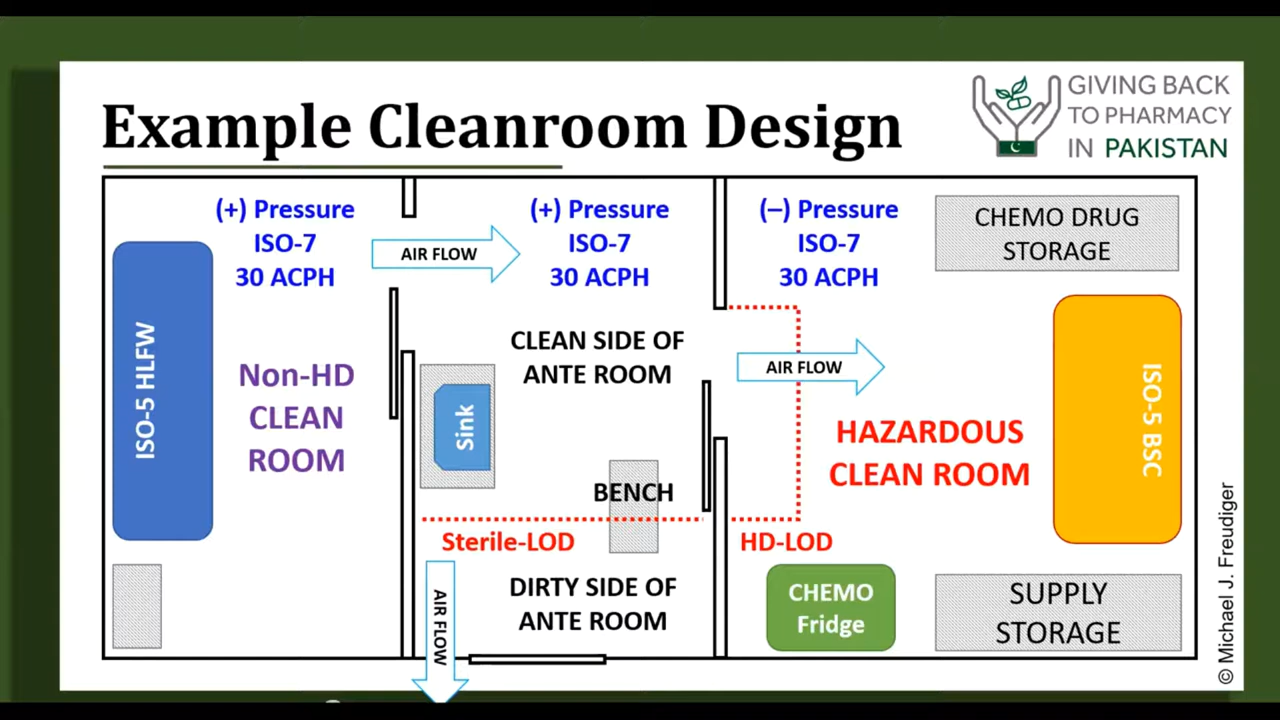 Example Cleanroom Design
GIVING BACK
TO PHARMACY
IN PAKISTAN
(+) Pressure
ISO-7
30 ACPH
AIR FLOW
(+) Pressure
ISO-7
30 ACPH
(–) Pressure
ISO-7
30 ACPH
CHEMO DRUG
STORAGE
ISO-5 HLFW
Non-HD
CLEAN
ROOM
CLEAN SIDE OF
ANTE ROOM
Sink
BENCH
AIR FLOW
HAZARDOUS
CLEAN ROOM
ISO-5 BSC
Sterile-LOD
HD-LOD
AIR FLOW
DIRTY SIDE OF
ANTE ROOM
CHEMO
Fridge
SUPPLY
STORAGE
© Michael J. Freudiger